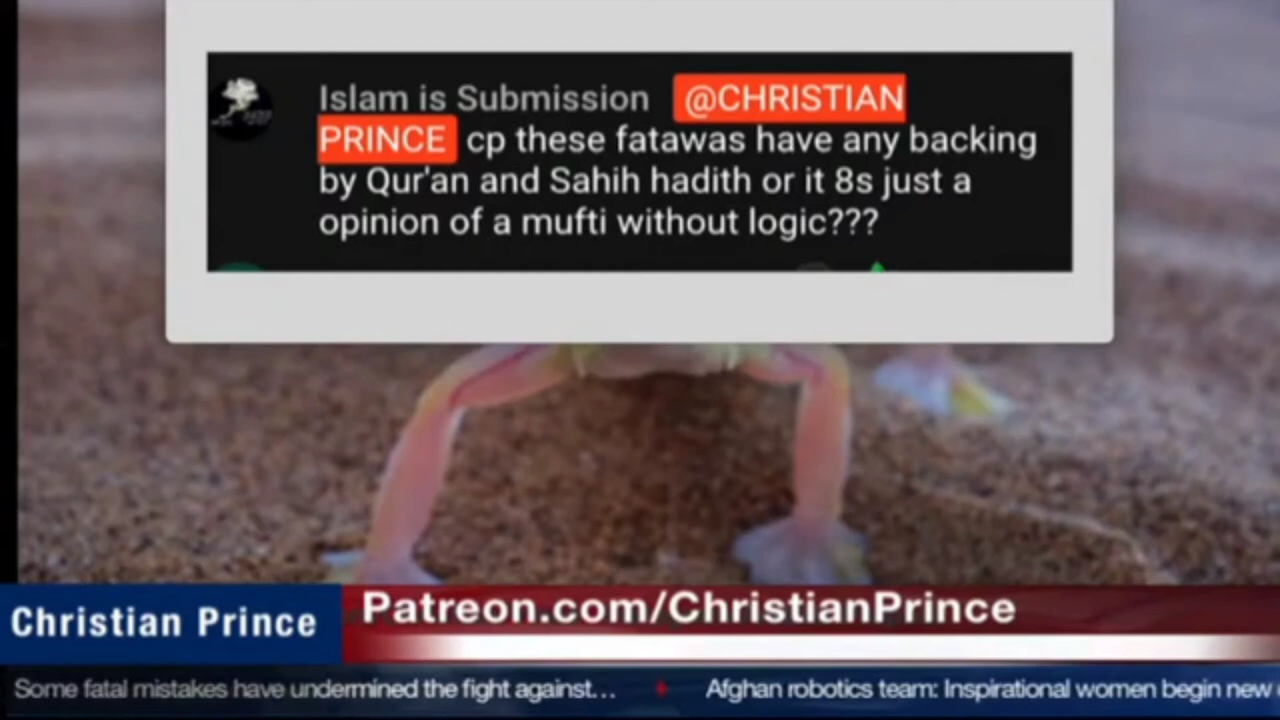 Islam is Submission @CHRISTIAN
PRINCE cp these fatawas have any backing
by Qur'an and Sahih hadith or it 8s just a
opinion of a mufti without logic???
Christian Prince
Patreon.com/ChristianPrince
Some fatal mistakes have undermined the fight against... Afghan robotics team: Inspirational women begin new